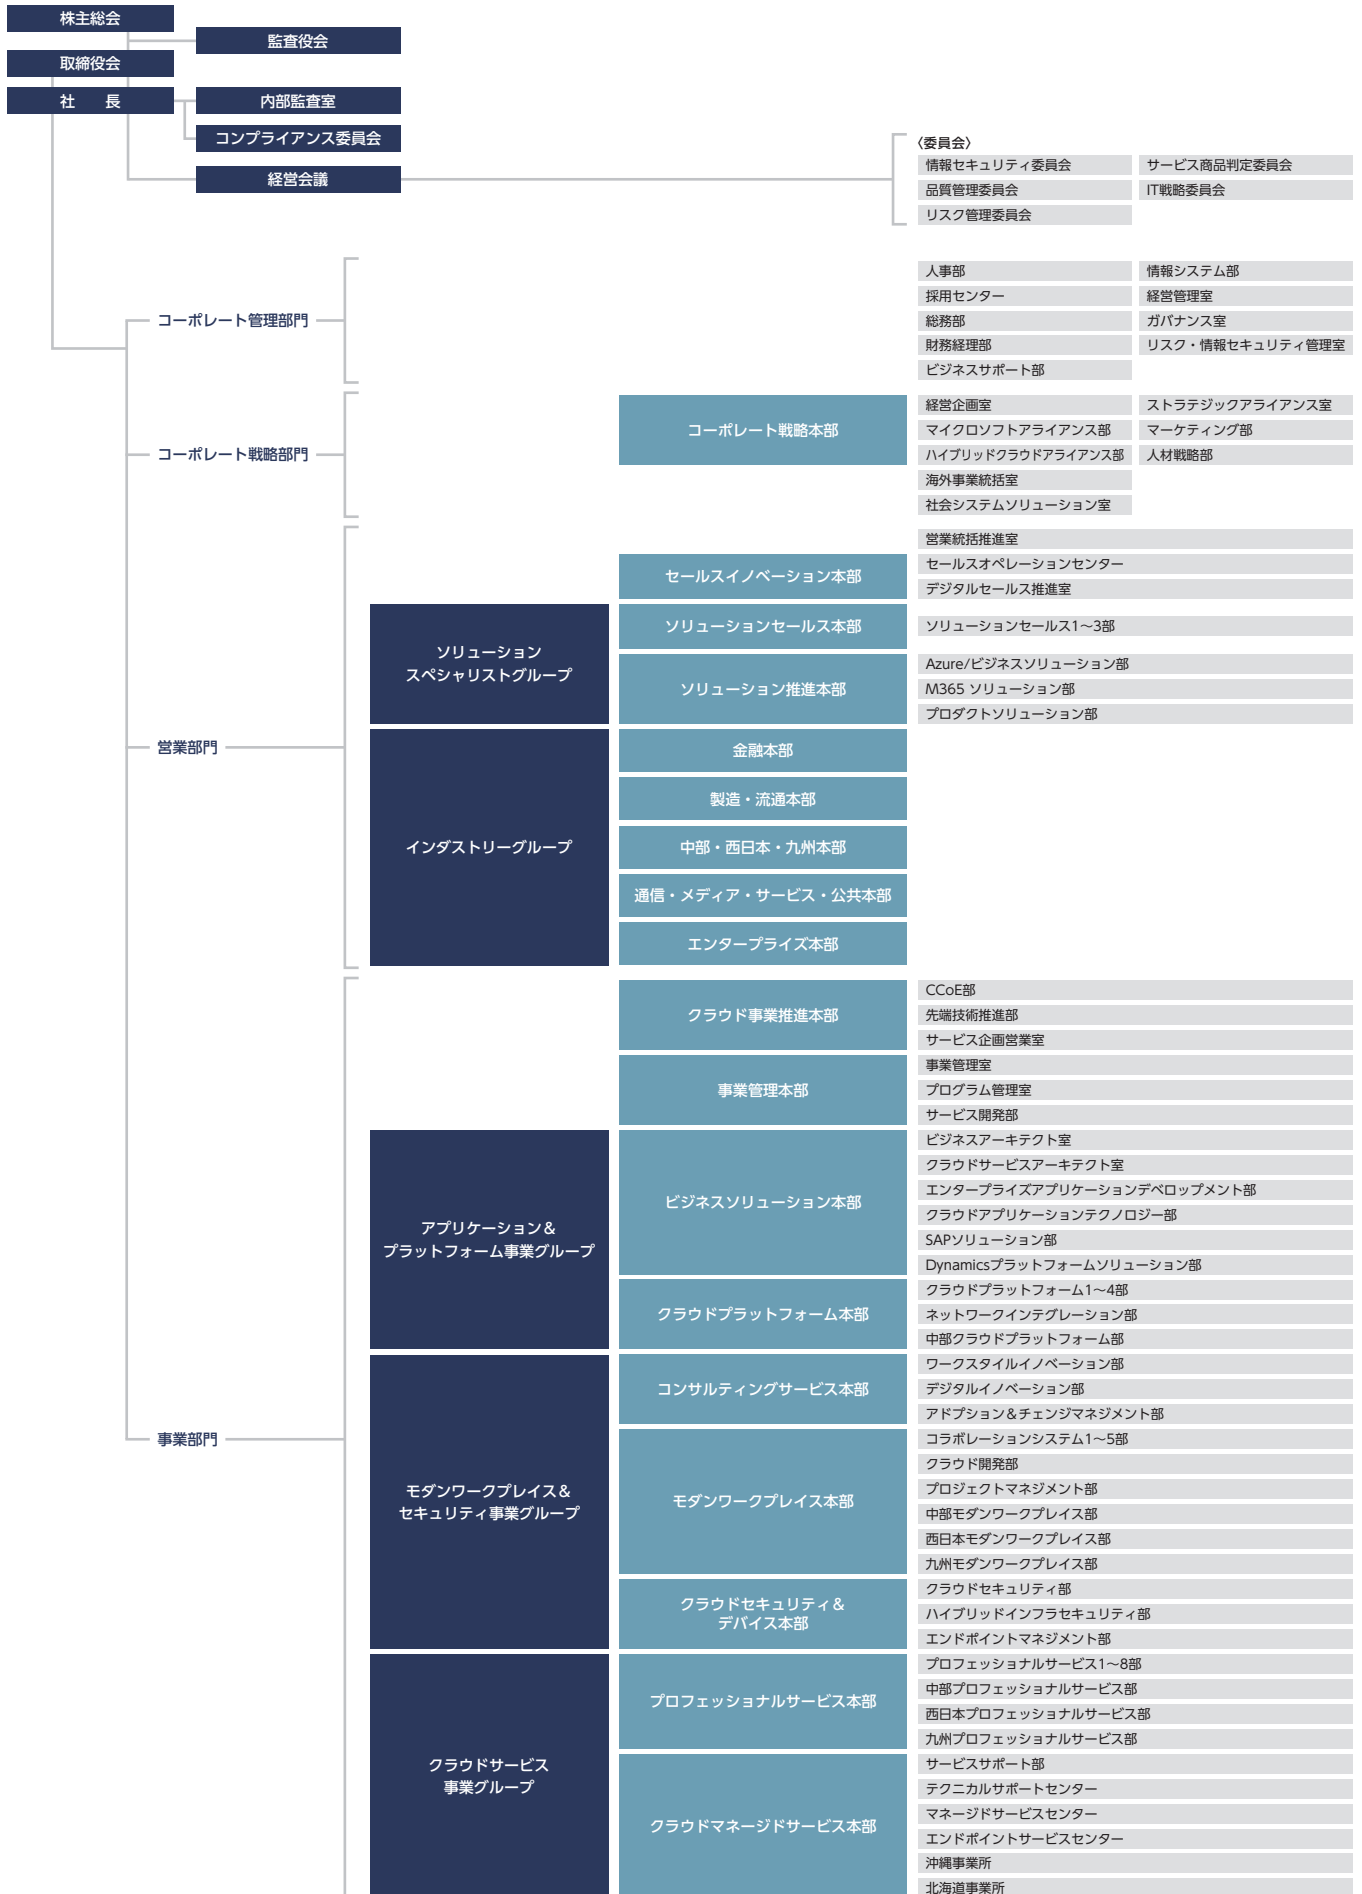 株主総会
監査役会
取締役会
社　　長
内部監査室
コンプライアンス委員会
経営会議
〈委員会〉
情報セキュリティ委員会
サービス商品判定委員会
品質管理委員会
IT戦略委員会
リスク管理委員会
コーポレート管理部門
人事部
情報システム部
採用センター
経営管理室
総務部
ガバナンス室
財務経理部
リスク・情報セキュリティ管理室
ビジネスサポート部
コーポレート戦略部門
コーポレート戦略本部
経営企画室
ストラテジックアライアンス室
マイクロソフトアライアンス部
マーケティング部
ハイブリッドクラウドアライアンス部
人材戦略部
海外事業統括室
社会システムソリューション室
営業部門
営業統括推進室
セールスイノベーション本部
セールスオペレーションセンター
デジタルセールス推進室
ソリューション
スペシャリストグループ
ソリューションセールス本部
ソリューションセールス1～3部
ソリューション推進本部
Azure/ビジネスソリューション部
M365 ソリューション部
プロダクトソリューション部
インダストリーグループ
金融本部
製造・流通本部
中部・西日本・九州本部
通信・メディア・サービス・公共本部
エンタープライズ本部
事業部門
クラウド事業推進本部
CCoE部
先端技術推進部
サービス企画営業室
事業管理本部
事業管理室
プログラム管理室
サービス開発部
アプリケーション＆
プラットフォーム事業グループ
ビジネスソリューション本部
ビジネスアーキテクト室
クラウドサービスアーキテクト室
エンタープライズアプリケーションデベロップメント部
クラウドアプリケーションテクノロジー部
SAPソリューション部
Dynamicsプラットフォームソリューション部
クラウドプラットフォーム本部
クラウドプラットフォーム1～4部
ネットワークインテグレーション部
中部クラウドプラットフォーム部
モダンワークプレイス＆
セキュリティ事業グループ
コンサルティングサービス本部
ワークスタイルイノベーション部
デジタルイノベーション部
アドプション＆チェンジマネジメント部
モダンワークプレイス本部
コラボレーションシステム1～5部
クラウド開発部
プロジェクトマネジメント部
中部モダンワークプレイス部
西日本モダンワークプレイス部
九州モダンワークプレイス部
クラウドセキュリティ＆
デバイス本部
クラウドセキュリティ部
ハイブリッドインフラセキュリティ部
エンドポイントマネジメント部
クラウドサービス
事業グループ
プロフェッショナルサービス本部
プロフェッショナルサービス1～8部
中部プロフェッショナルサービス部
西日本プロフェッショナルサービス部
九州プロフェッショナルサービス部
クラウドマネージドサービス本部
サービスサポート部
テクニカルサポートセンター
マネージドサービスセンター
エンドポイントサービスセンター
沖縄事業所
北海道事業所